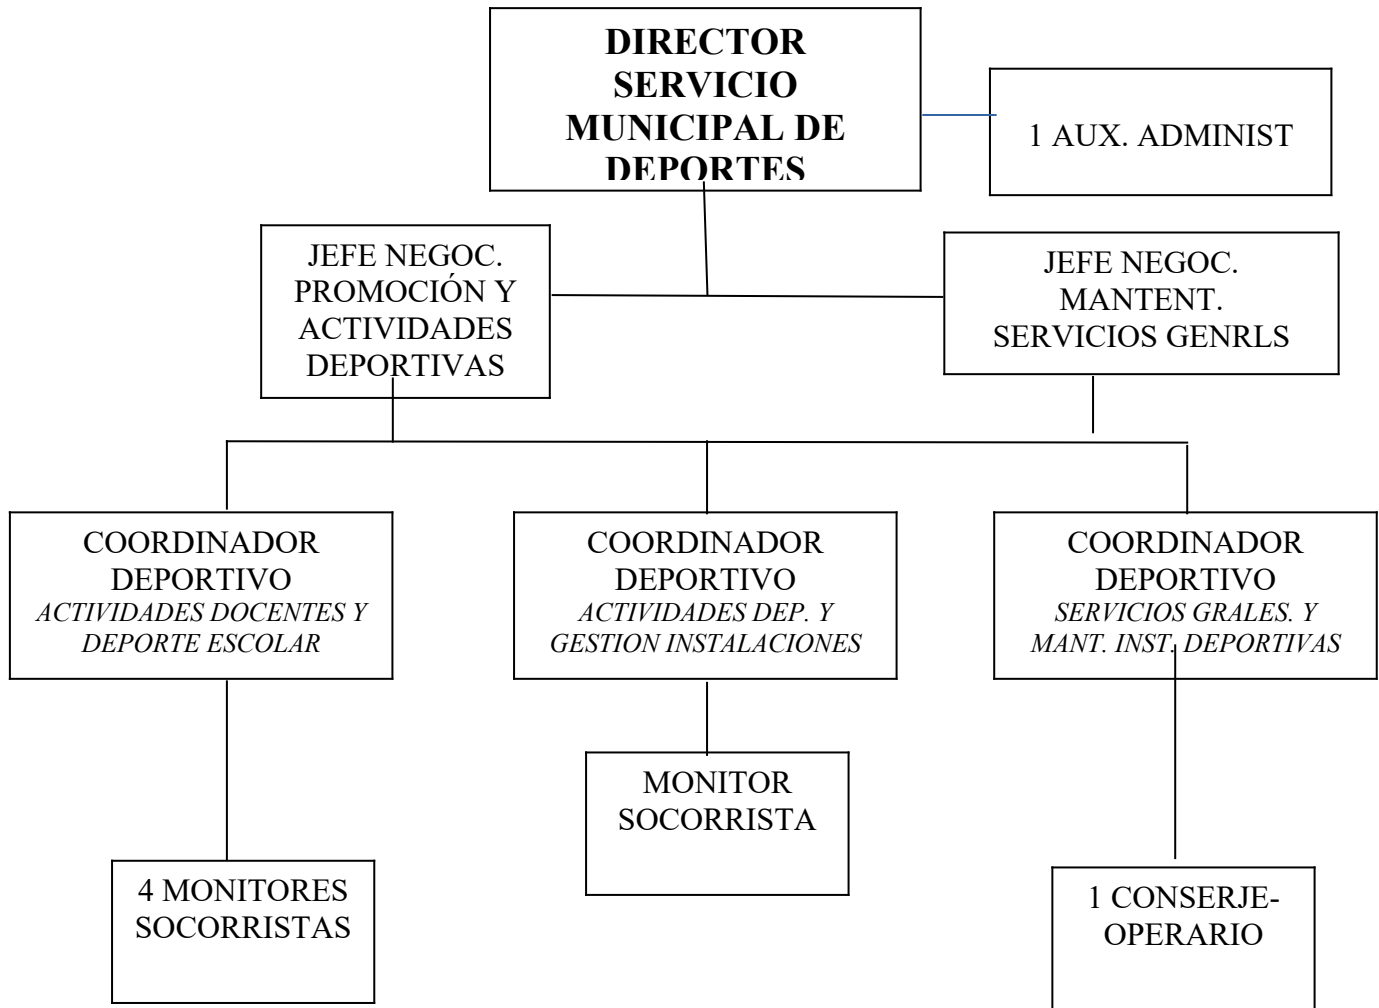 DIRECTOR
SERVICIO
MUNICIPAL DE
DEPORTES
1 AUX. ADMINIST
JEFE NEGOC.
PROMOCIÓN Y
ACTIVIDADES
DEPORTIVAS
JEFE NEGOC.
MANTENT.
SERVICIOS GENRLS
COORDINADOR
DEPORTIVO
ACTIVIDADES DOCENTES Y
DEPORTE ESCOLAR
COORDINADOR
DEPORTIVO
ACTIVIDADES DEP. Y
GESTION INSTALACIONES
COORDINADOR
DEPORTIVO
SERVICIOS GRALES. Y
MANT. INST. DEPORTIVAS
MONITOR
SOCORRISTA
4 MONITORES
SOCORRISTAS
1 CONSERJE-
OPERARIO